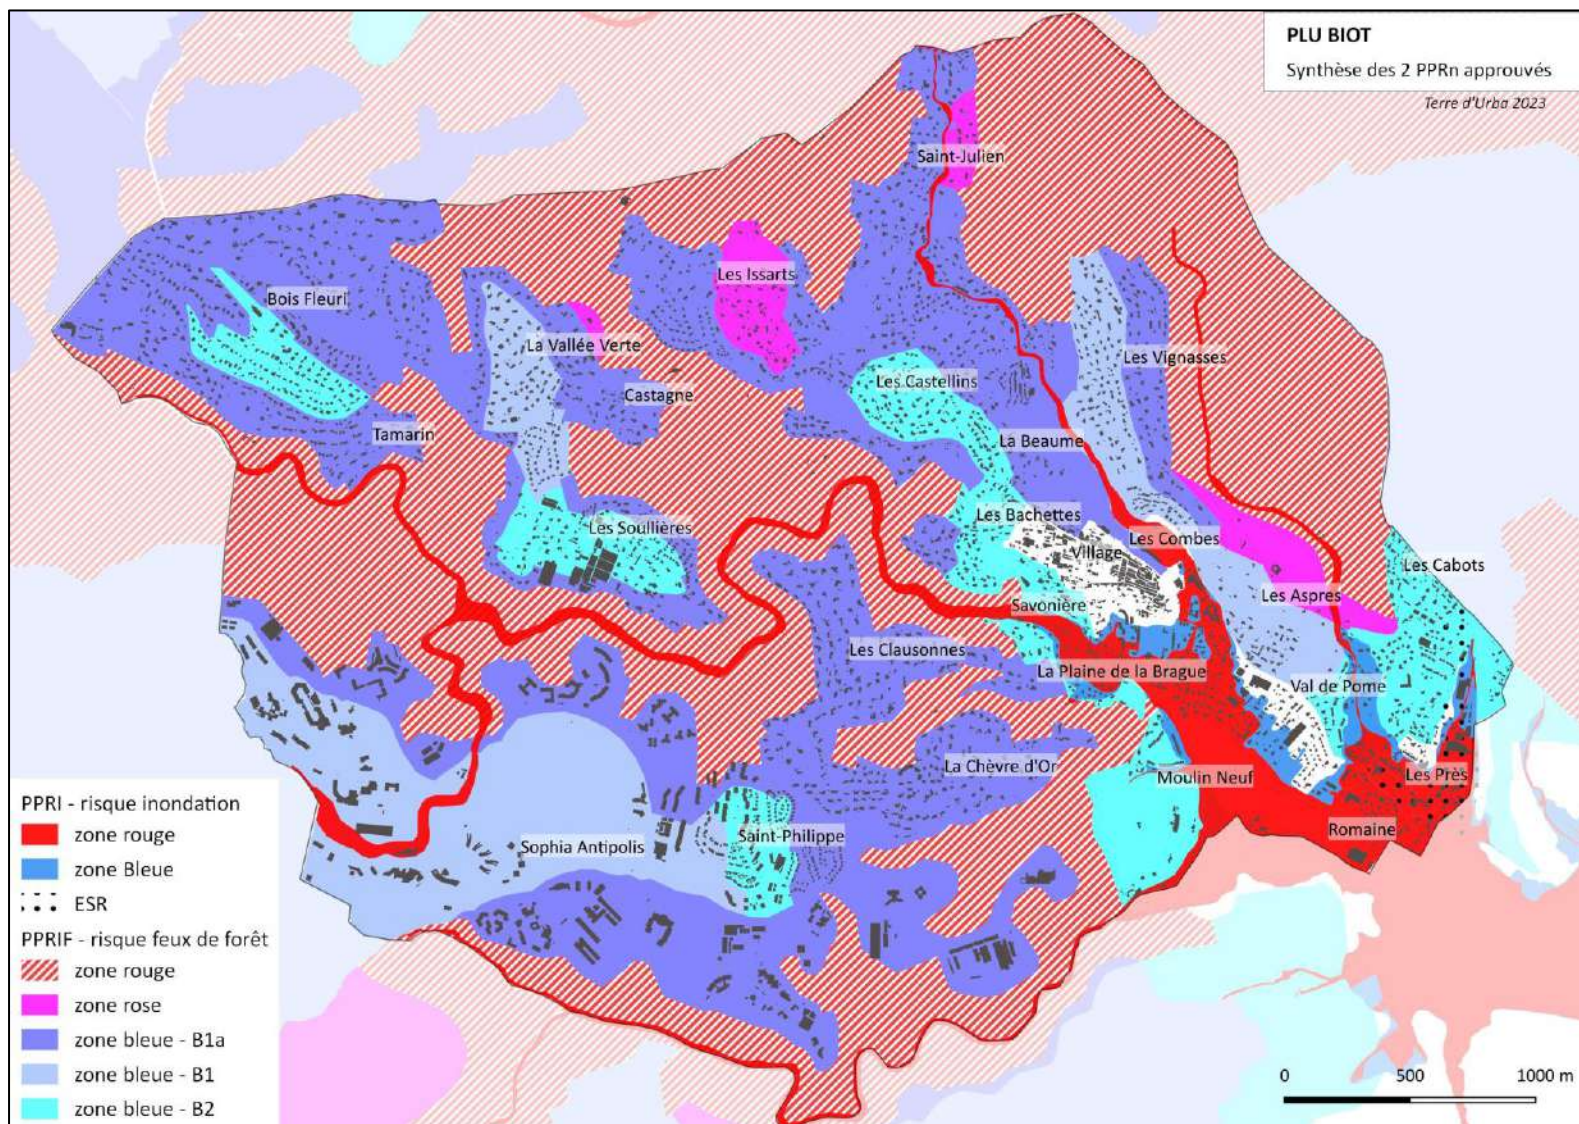 PLU BIOT
Synthèse des 2 PPRn approuvés
Terre d'Urba 2023
Saint-Julien
Les Issarts
Bois Fleuri
La Vallée Verte
Les Vignasses
Les Castellins
Castagne
Tamarin
La Beaume
Les Bachettes
Les Soullières
Les Combes
Village
Les Cabots
Les Aspres
Savonière
Les Clausonnes
La Plaine de la Brague
Val de Pome
La Chèvre d'Or
Moulin Neuf
Les Près
Romaine
Saint-Philippe
Sophia Antipolis
PPRI - risque inondation
zone rouge
zone Bleue
ESR
PPRIF - risque feux de forêt
zone rouge
zone rose
zone bleue - B1a
zone bleue - B1
zone bleue - B2
0 500 1000 m